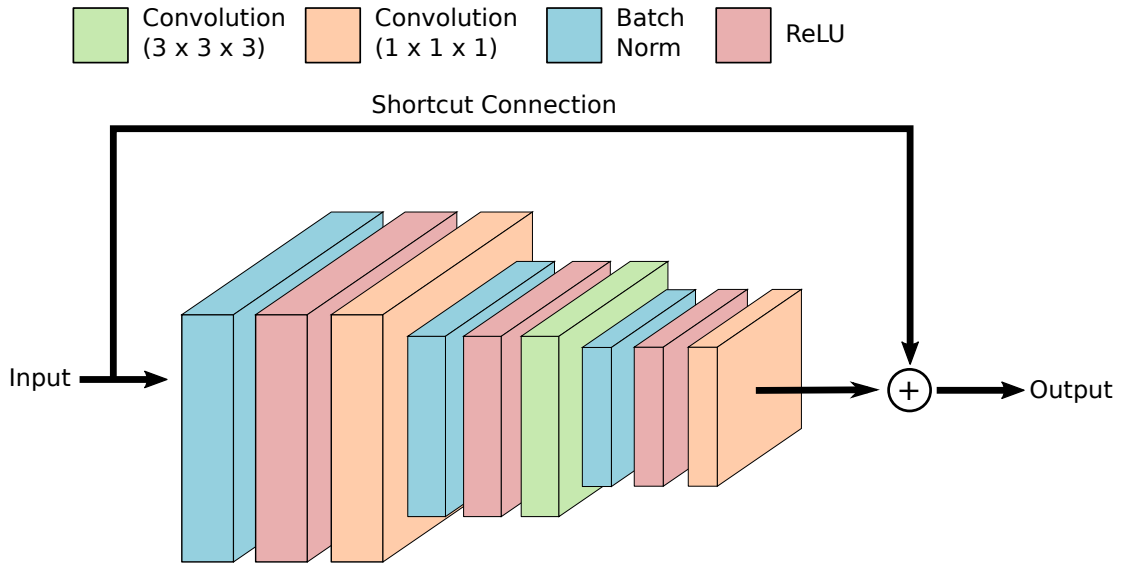 Convolution
(3 x 3 x 3)
Convolution
(1 x 1 x 1)
Batch
Norm
ReLU
Shortcut Connection
Input
+
Output